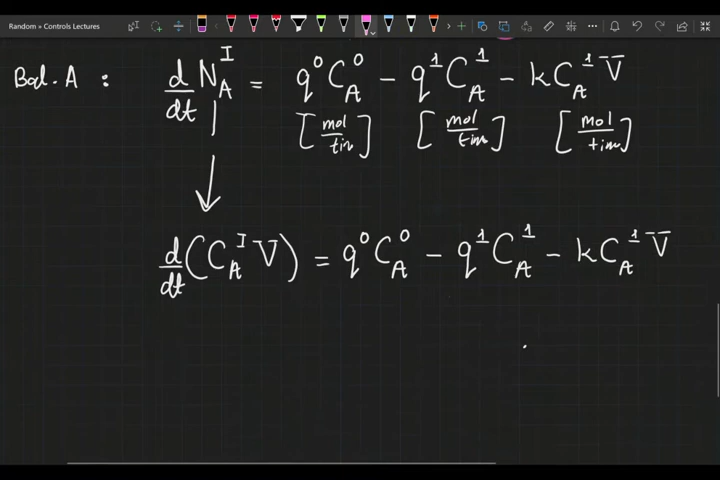 Random » Controls Lectures
Bal. A : d/dt N_A^I = q^0 C_A^0 - q^1 C_A^1 - k C_A^1 V̅
[mol/tim] [mol/tim] [mol/tim]
d/dt (C_A^I V) = q^0 C_A^0 - q^1 C_A^1 - k C_A^1 V̅